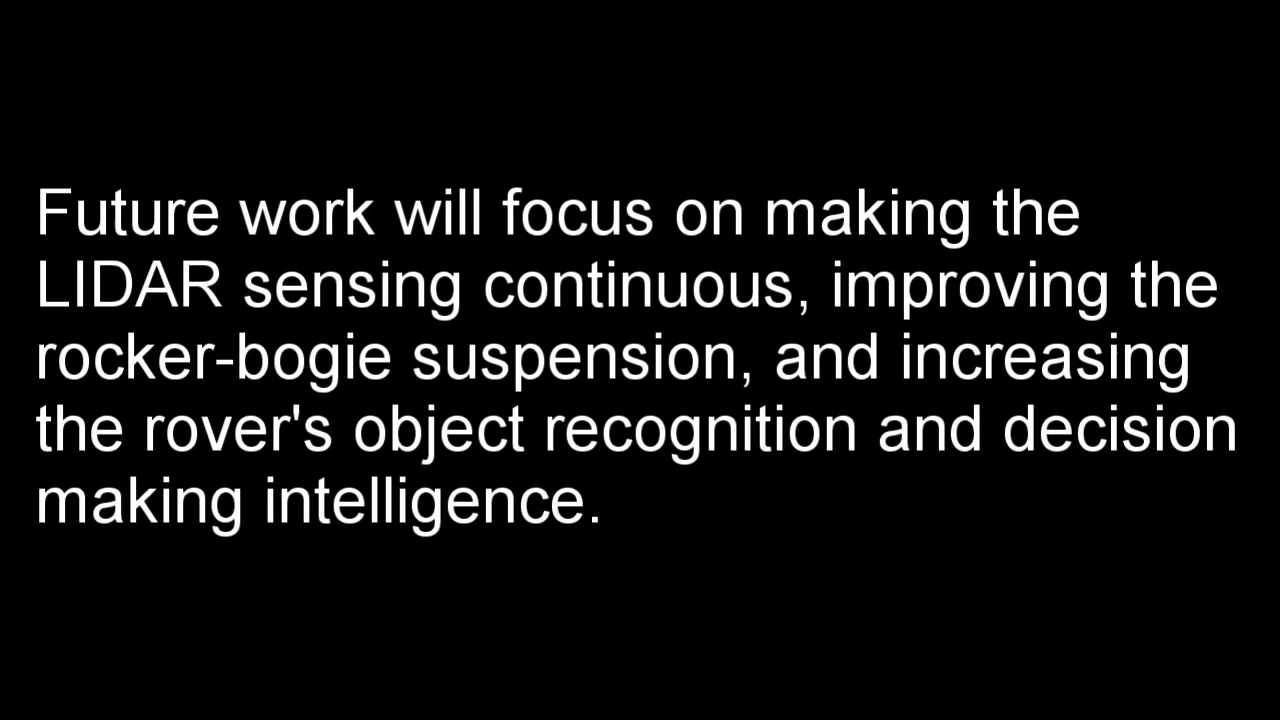 Future work will focus on making the
LIDAR sensing continuous, improving the
rocker-bogie suspension, and increasing
the rover's object recognition and decision
making intelligence.